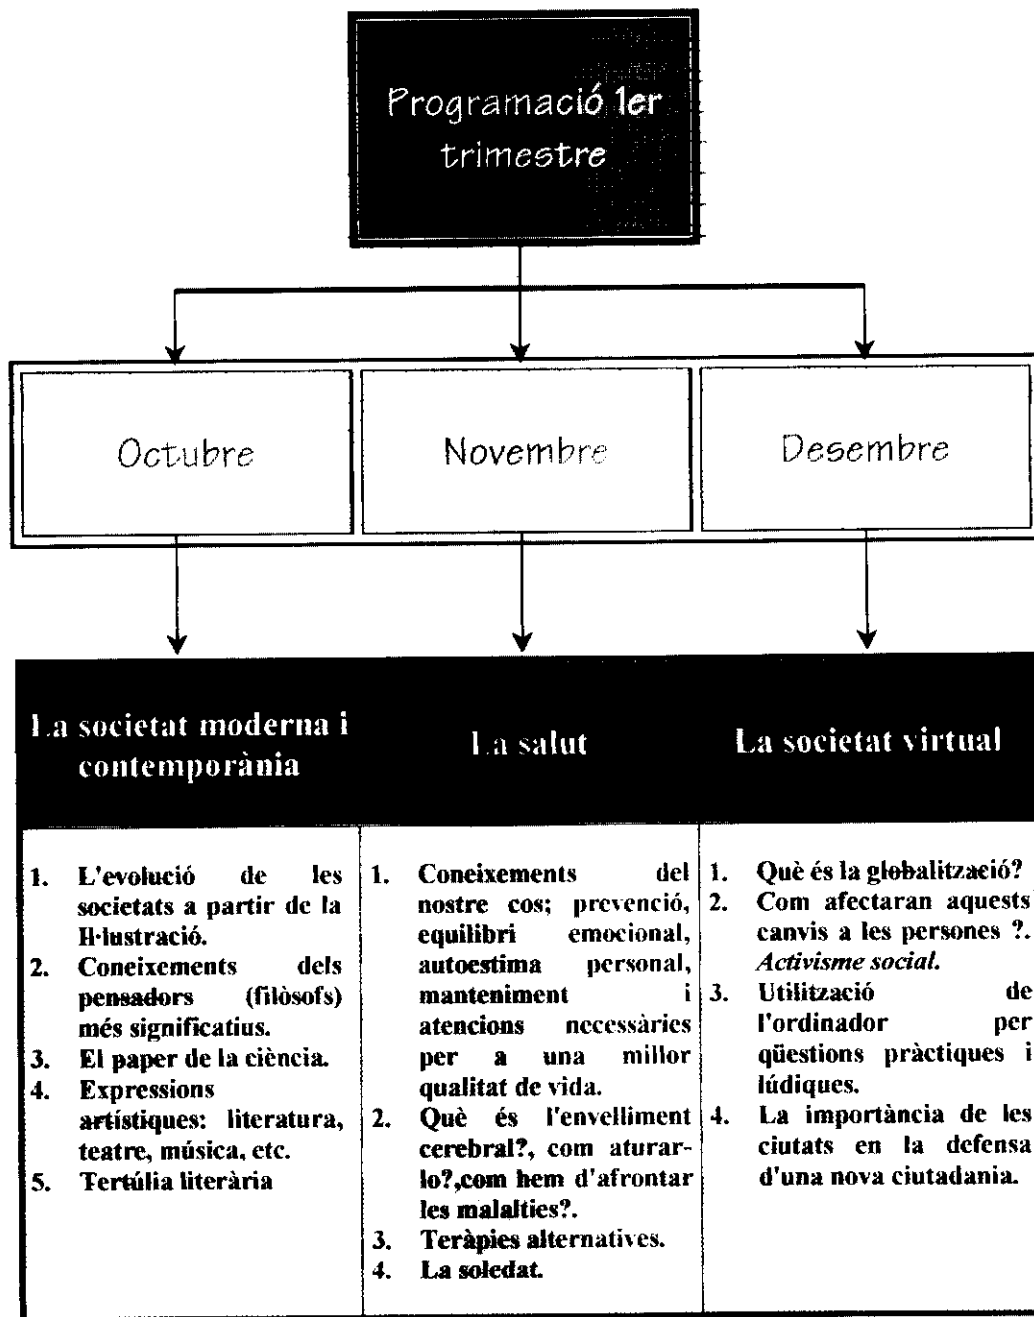 Programació 1er
trimestre
Octubre
Novembre
Desembre
La societat moderna i
contemporània
La salut
La societat virtual
1. L'evolució de les
societats a partir de la
Il·lustració.
2. Coneixements dels
pensadors (filòsofs)
més significatius.
3. El paper de la ciència.
4. Expressions
artístiques: literatura,
teatre, música, etc.
5. Tertúlia literària
1. Coneixements del
nostre cos; prevenció,
equilibri emocional,
autoestima personal,
manteniment i
atencions necessàries
per a una millor
qualitat de vida.
2. Què és l'envelliment
cerebral?, com aturar-
lo?,com hem d'afrontar
les malalties?.
3. Teràpies alternatives.
4. La soledat.
1. Què és la globalització?
2. Com afectaran aquests
canvis a les persones ?.
Activisme social.
3. Utilització de
l'ordinador per
qüestions pràctiques i
lúdiques.
4. La importància de les
ciutats en la defensa
d'una nova ciutadania.